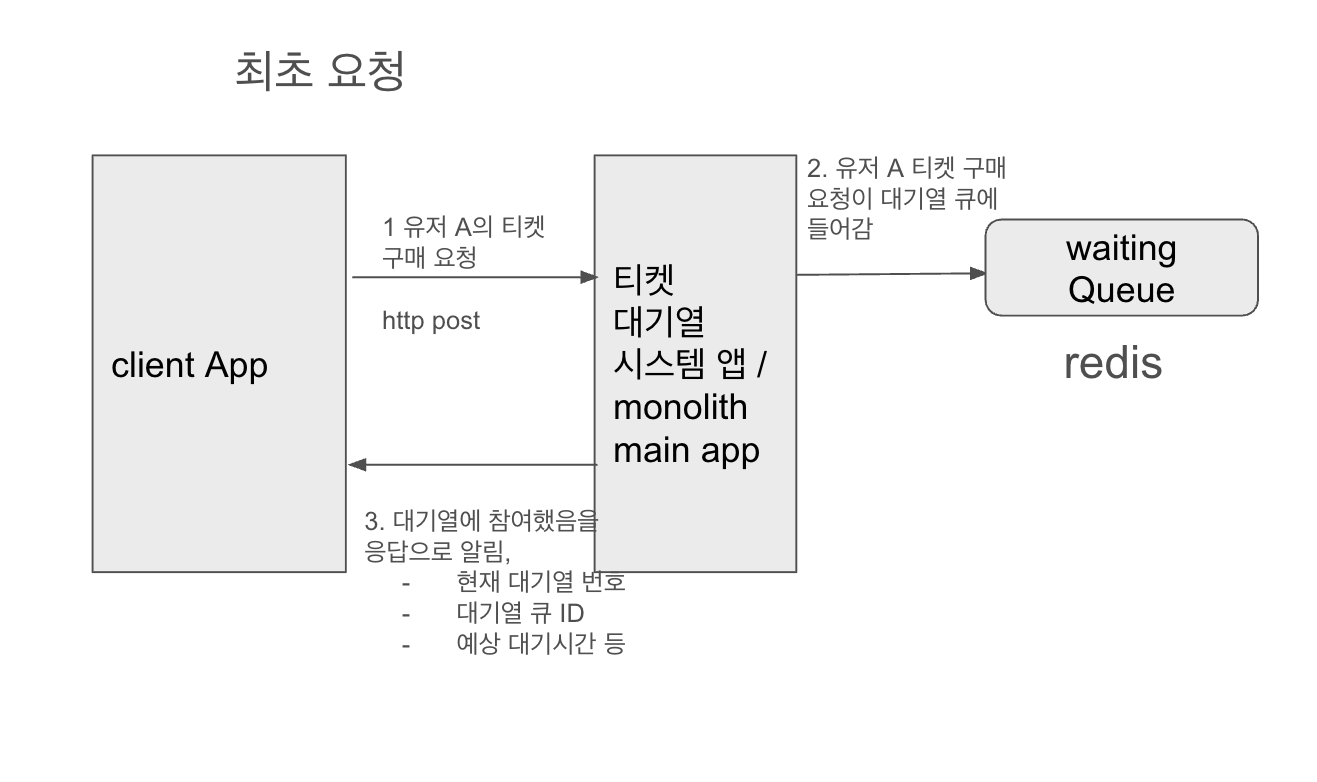 최초 요청
1 유저 A의 티켓
구매 요청
http post
client App
티켓
대기열
시스템 앱 /
monolith
main app
2. 유저 A 티켓 구매
요청이 대기열 큐에
들어감
waiting
Queue
redis
3. 대기열에 참여했음을
응답으로 알림,
- 현재 대기열 번호
- 대기열 큐 ID
- 예상 대기시간 등